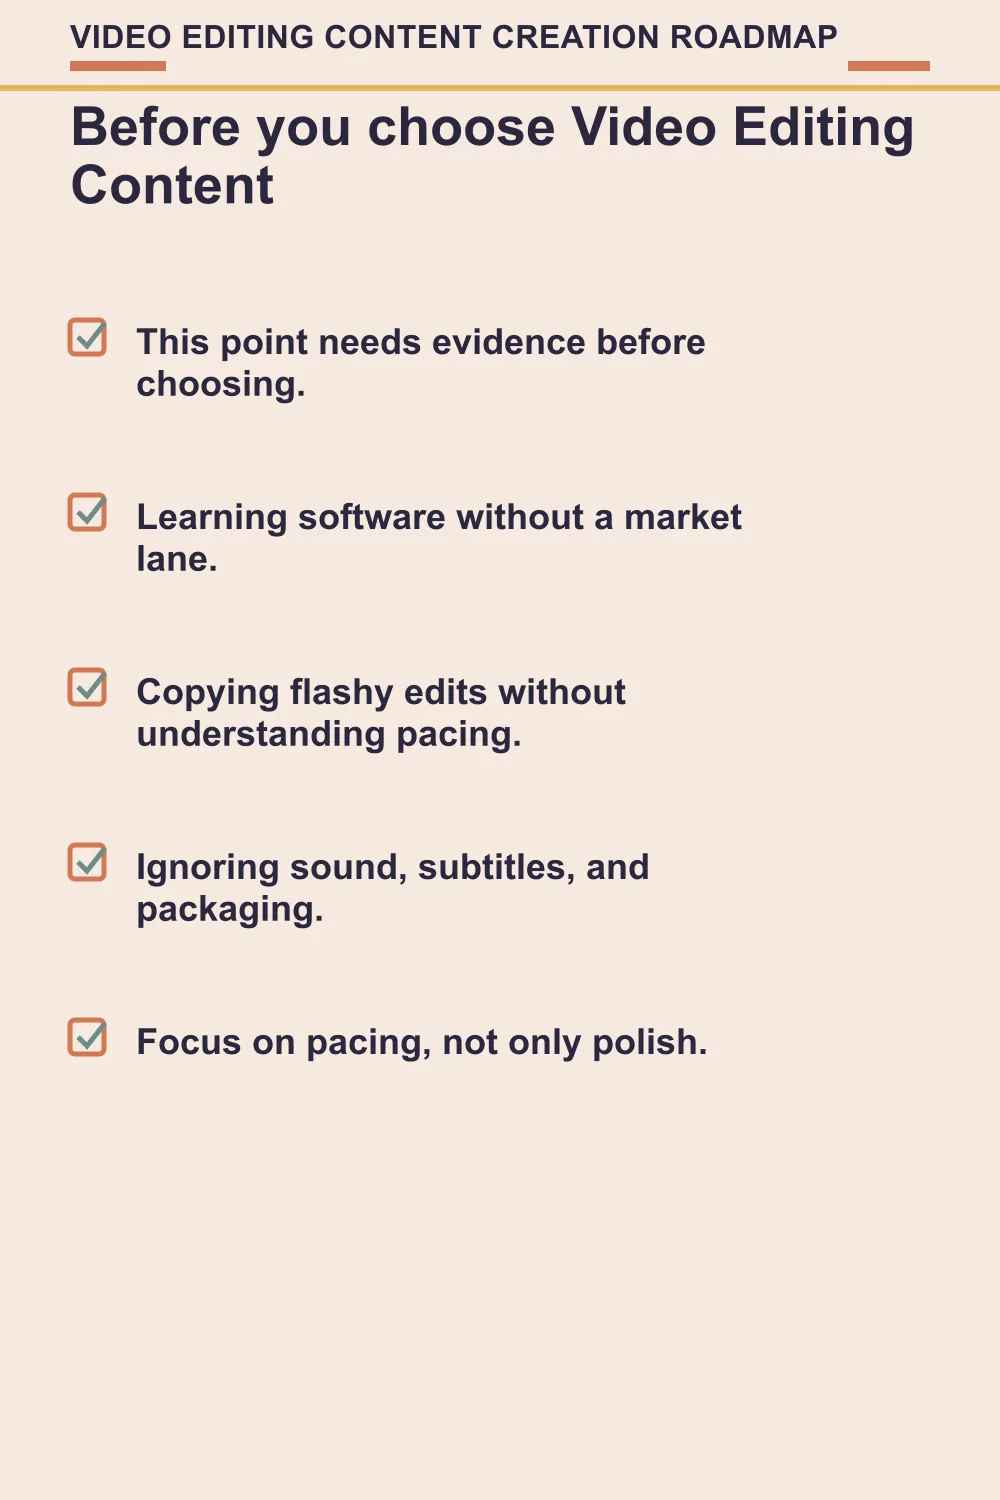 VIDEO EDITING CONTENT CREATION ROADMAP
Before you choose Video Editing
Content
This point needs evidence before
choosing.
Learning software without a market
lane.
Copying flashy edits without
understanding pacing.
Ignoring sound, subtitles, and
packaging.
Focus on pacing, not only polish.